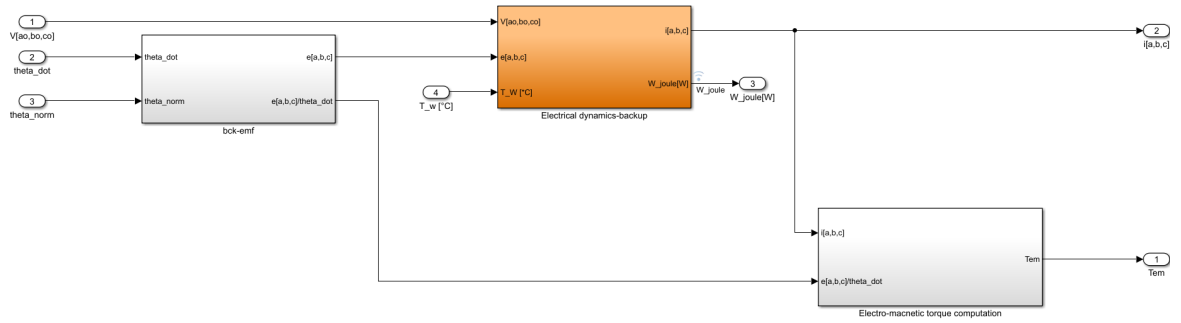 1
V[ao,bo,co]
2
theta_dot
3
theta_norm
theta_dot
e[a,b,c]
theta_norm
e[a,b,c]/theta_dot
bck-emf
V[ao,bo,co]
i[a,b,c]
e[a,b,c]
T_W [°C]
W_joule[W]
Electrical dynamics-backup
4
T_w [°C]
W_joule
3
W_joule[W]
2
i[a,b,c]
i[a,b,c]
Tem
e[a,b,c]/theta_dot
Electro-macnetic torque computation
1
Tem